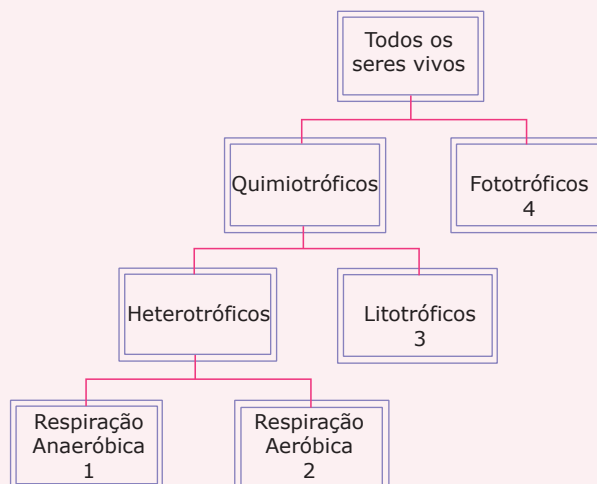 Todos os
seres vivos
Quimiotróficos
Fototróficos
4
Heterotróficos
Litotróficos
3
Respiração
Anaeróbica
1
Respiração
Aeróbica
2